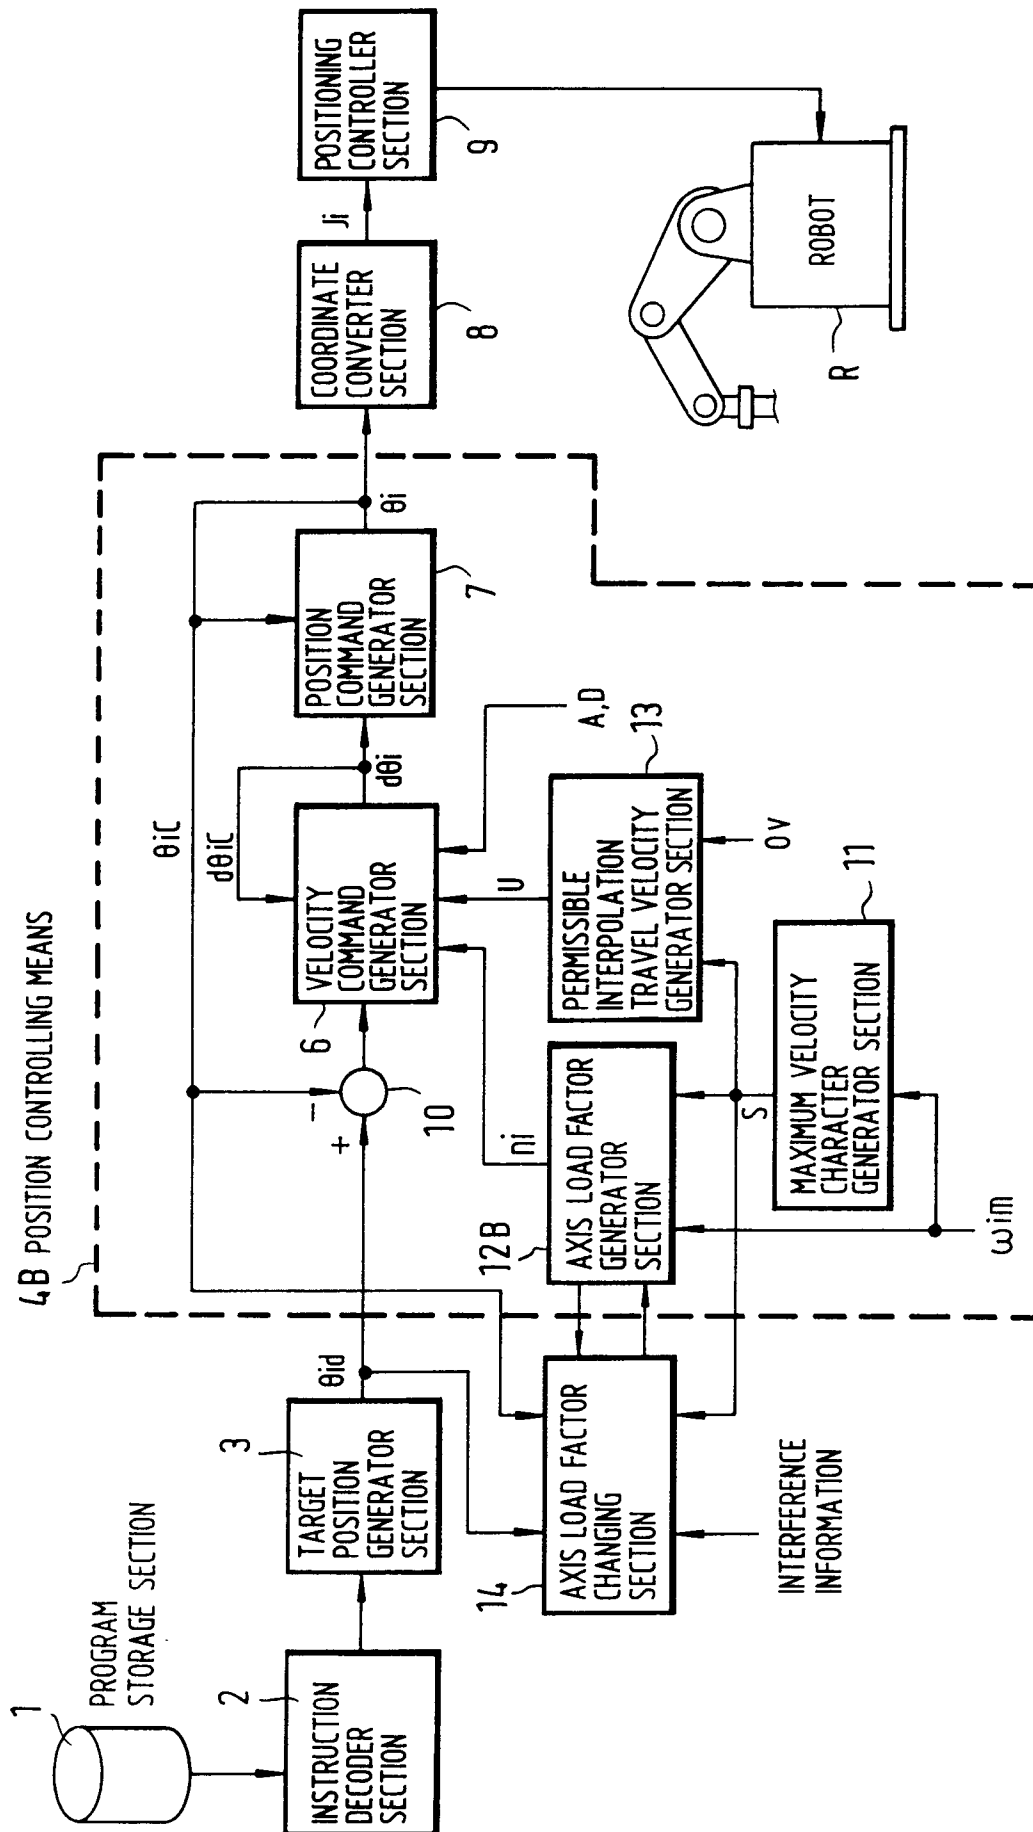 4B POSITION CONTROLLING MEANS
1
PROGRAM
STORAGE SECTION
2
INSTRUCTION
DECODER
SECTION
3
TARGET
POSITION
GENERATOR
SECTION
θid
θiC
+
−
10
6
VELOCITY
COMMAND
GENERATOR
SECTION
dθiC
dθi
POSITION
COMMAND
GENERATOR
SECTION
7
θi
COORDINATE
CONVERTER
SECTION
8
Ji
POSITIONING
CONTROLLER
SECTION
9
14
AXIS LOAD FACTOR
CHANGING
SECTION
INTERFERENCE
INFORMATION
12B
AXIS LOAD FACTOR
GENERATOR
SECTION
ni
U
A,D
PERMISSIBLE
INTERPOLATION
TRAVEL VELOCITY
GENERATOR SECTION
13
OV
S
MAXIMUM VELOCITY
CHARACTER
GENERATOR SECTION
11
ωim
ROBOT
R